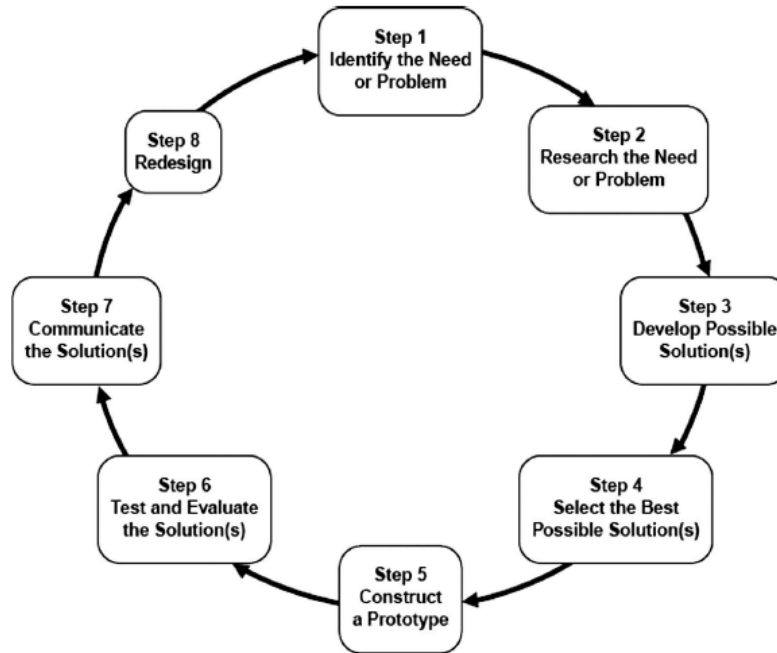 Step 1
Identify the Need
or Problem
Step 2
Research the Need
or Problem
Step 3
Develop Possible
Solution(s)
Step 4
Select the Best
Possible Solution(s)
Step 5
Construct
a Prototype
Step 6
Test and Evaluate
the Solution(s)
Step 7
Communicate
the Solution(s)
Step 8
Redesign